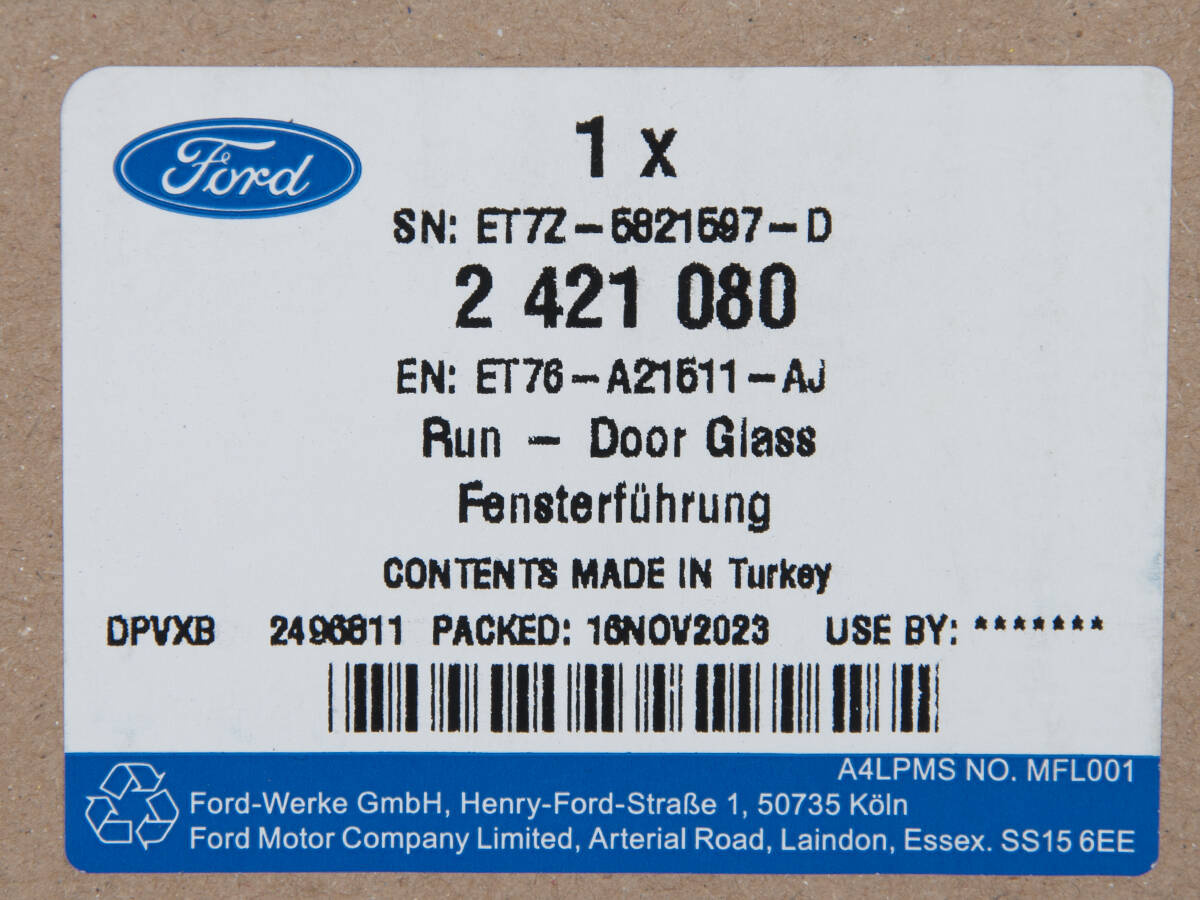 Ford
1 x
SN: ET7Z-5821597-D
2 421 080
EN: ET76-A21511-AJ
Run - Door Glass
Fensterführung
CONTENTS MADE IN Turkey
DPVXB 2496811 PACKED: 16NOV2023 USE BY: *******
A4LPMS NO. MFL001
Ford-Werke GmbH, Henry-Ford-Straße 1, 50735 Köln
Ford Motor Company Limited, Arterial Road, Laindon, Essex. SS15 6EE